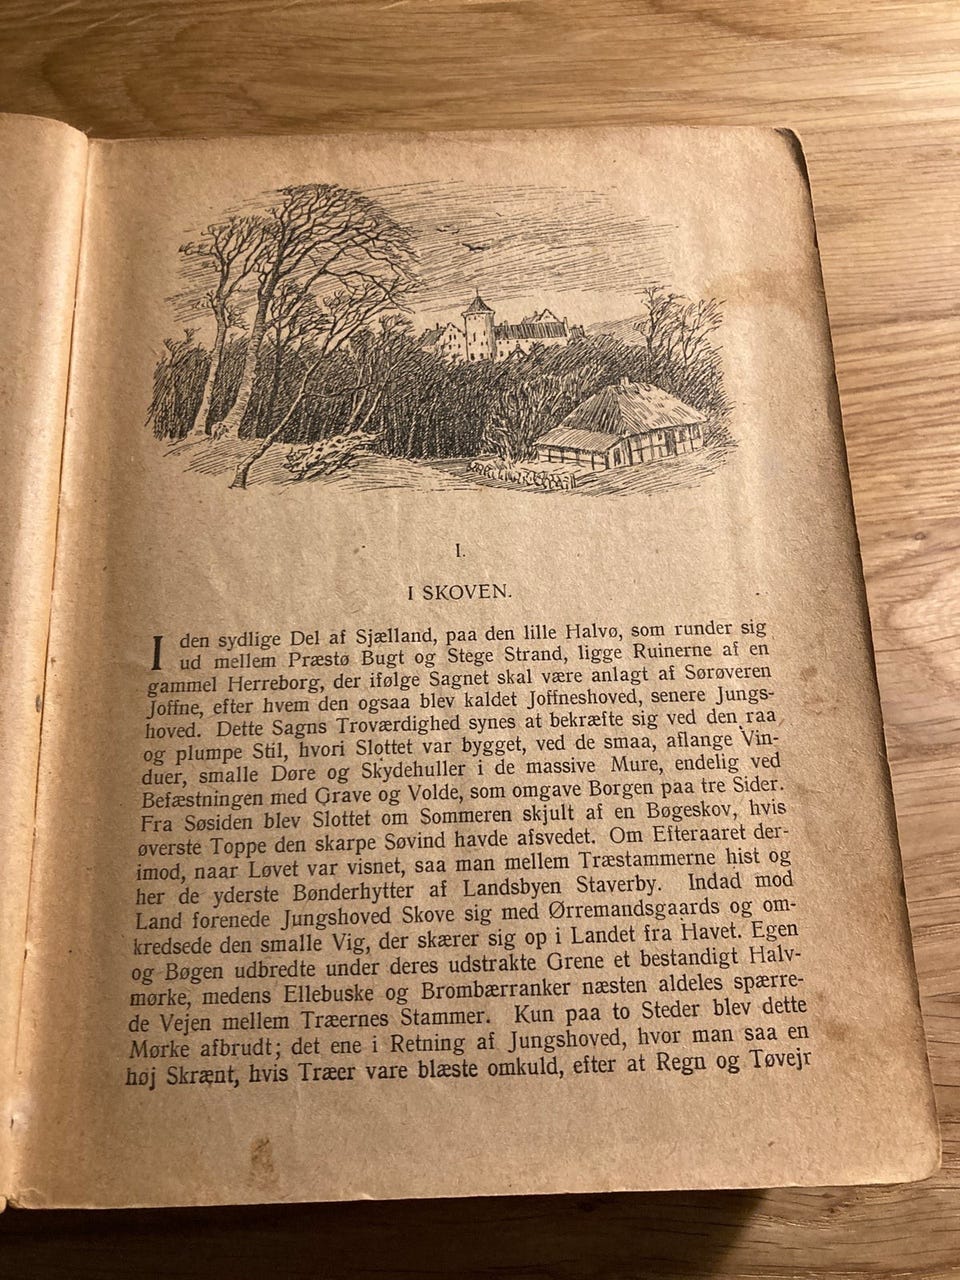 I.
I SKOVEN.
I den sydlige Del af Sjælland, paa den lille Halvø, som runder sig
ud mellem Præstø Bugt og Stege Strand, ligge Ruinerne af en
gammel Herreborg, der ifølge Sagnet skal være anlagt af Sørøveren
Joffne, efter hvem den ogsaa blev kaldet Joffneshoved, senere Jungs-
hoved. Dette Sagns Troværdighed synes at bekræfte sig ved den raa
og plumpe Stil, hvori Slottet var bygget, ved de smaa, aflange Vin-
duer, smalle Døre og Skydehuller i de massive Mure, endelig ved
Befæstningen med Grave og Volde, som omgave Borgen paa tre Sider.
Fra Søsiden blev Slottet om Sommeren skjult af en Bøgeskov, hvis
øverste Toppe den skarpe Søvind havde afsvedet. Om Efteraaret der-
imod, naar Løvet var visnet, saa man mellem Træstammerne hist og
her de yderste Bønderhytter af Landsbyen Staverby. Indad mod
Land forenede Jungshoved Skove sig med Ørremandsgaards og om-
kredsede den smalle Vig, der skærer sig op i Landet fra Havet. Egen
og Bøgen udbredte under deres udstrakte Grene et bestandigt Halv-
mørke, medens Ellebuske og Brombærranker næsten aldeles spærre-
de Vejen mellem Træernes Stammer. Kun paa to Steder blev dette
Mørke afbrudt; det ene i Retning af Jungshoved, hvor man saa en
høj Skrænt, hvis Træer vare blæste omkuld, efter at Regn og Tøvejr